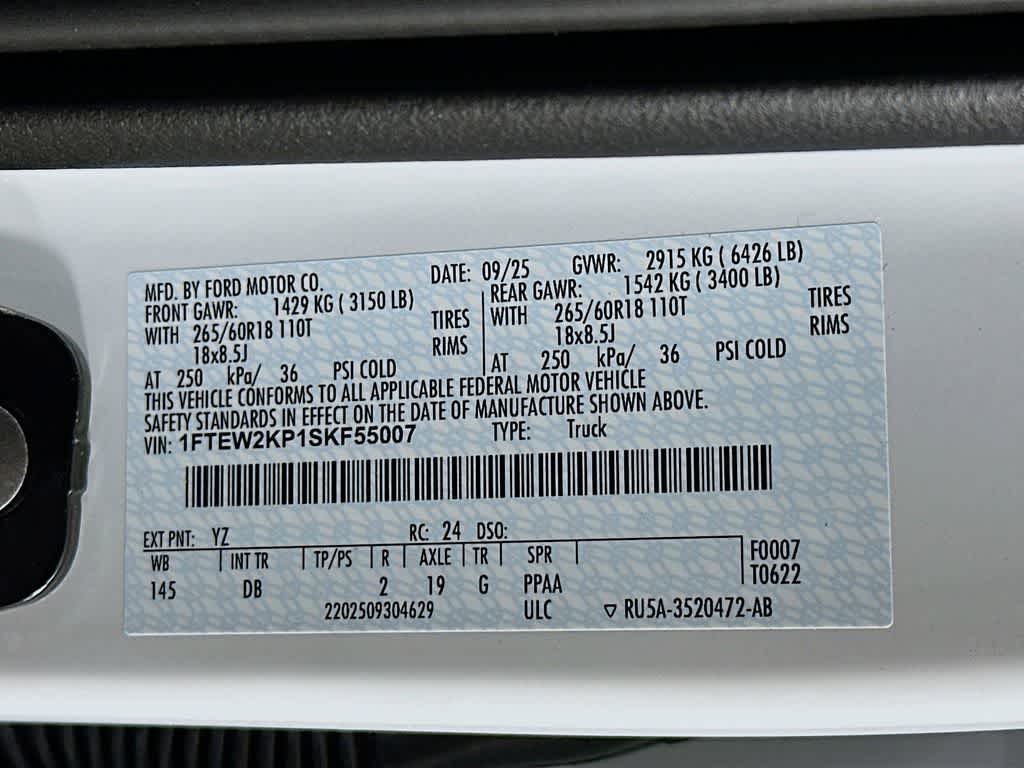 MFD. BY FORD MOTOR CO. DATE: 09/25 GVWR: 2915 KG ( 6426 LB)
FRONT GAWR: 1429 KG ( 3150 LB) REAR GAWR: 1542 KG ( 3400 LB)
WITH 265/60R18 110T TIRES WITH 265/60R18 110T TIRES
18x8.5J RIMS 18x8.5J RIMS
AT 250 kPa/ 36 PSI COLD AT 250 kPa/ 36 PSI COLD
THIS VEHICLE CONFORMS TO ALL APPLICABLE FEDERAL MOTOR VEHICLE
SAFETY STANDARDS IN EFFECT ON THE DATE OF MANUFACTURE SHOWN ABOVE.
VIN: 1FTEW2KP1SKF55007 TYPE: Truck
EXT PNT: YZ RC: 24 DSO:
WB INT TR TP/PS R AXLE TR SPR F0007
145 DB 2 19 G PPAA T0622
2202509304629 ULC ▽ RU5A-3520472-AB